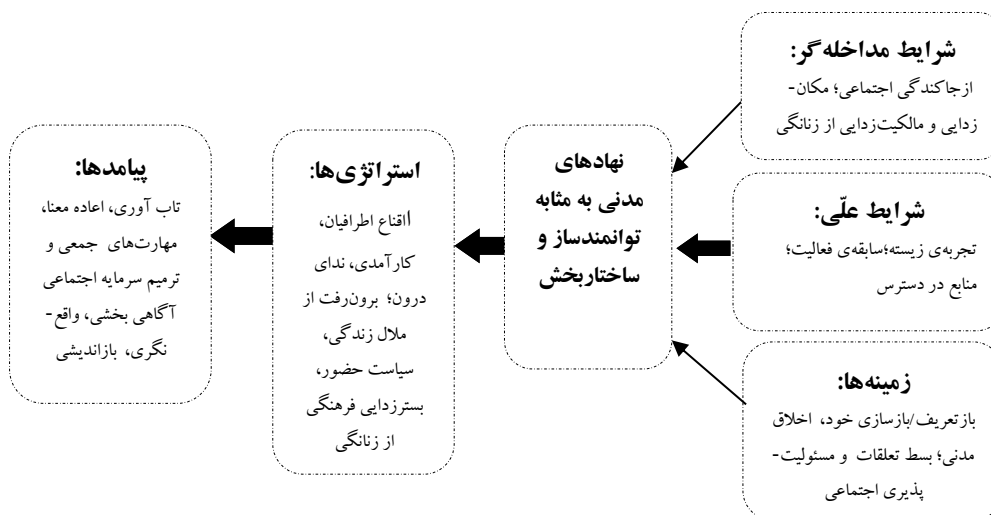 شرایط مداخله‌گر:
ازجاکندگی اجتماعی؛ مکان-
زدایی و مالکیت‌زدایی از زنانگی
شرایط علّی:
تجربه‌ی زیسته؛سابقه‌ی فعالیت؛
منابع در دسترس
زمینه‌ها:
بازتعریف/بازسازی خود، اخلاق
مدنی؛ بسط تعلقات و مسئولیت-
پذیری اجتماعی
نهادهای
مدنی به مثابه
توانمندساز و
ساختاربخش
استراتژی‌ها:
ااقناع اطرافیان،
کارآمدی، ندای
درون؛ برون‌رفت از
ملال زندگی،
سیاست حضور،
بسترزدایی فرهنگی
از زنانگی
پیامدها:
تاب آوری، اعاده معنا،
مهارت‌های جمعی و
ترمیم سرمایه اجتماعی
آگاهی بخشی، واقع-
نگری، بازاندیشی